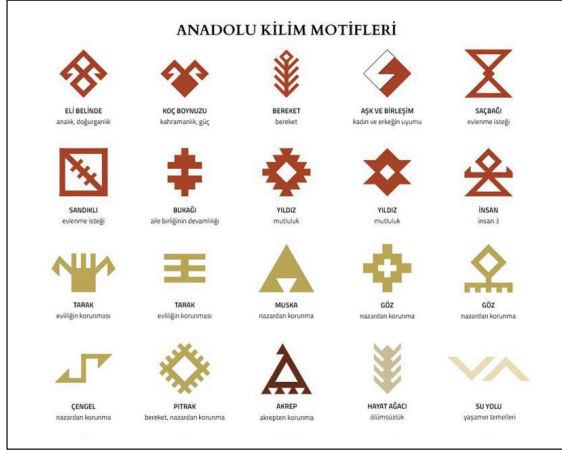 ANADOLU KİLİM MOTİFLERİ
ELİ BELİNDE
analık, doğurganlık
KOÇ BOYNUZU
kahramanlık, güç
BEREKET
bereket
AŞK VE BİRLEŞİM
kadın ve erkeğin uyumu
SAÇBAĞI
evlenme isteği
SANDIKLI
evlenme isteği
BUKAĞI
aile birliğinin devamlılığı
YILDIZ
mutluluk
YILDIZ
mutluluk
İNSAN
insan :)
TARAK
evliliğin korunması
TARAK
evliliğin korunması
MUSKA
nazardan korunma
GÖZ
nazardan korunma
GÖZ
nazardan korunma
ÇENGEL
nazardan korunma
PITRAK
bereket, nazardan korunma
AKREP
akrepten korunma
HAYAT AĞACI
ölümsüzlük
SU YOLU
yaşamın temelleri